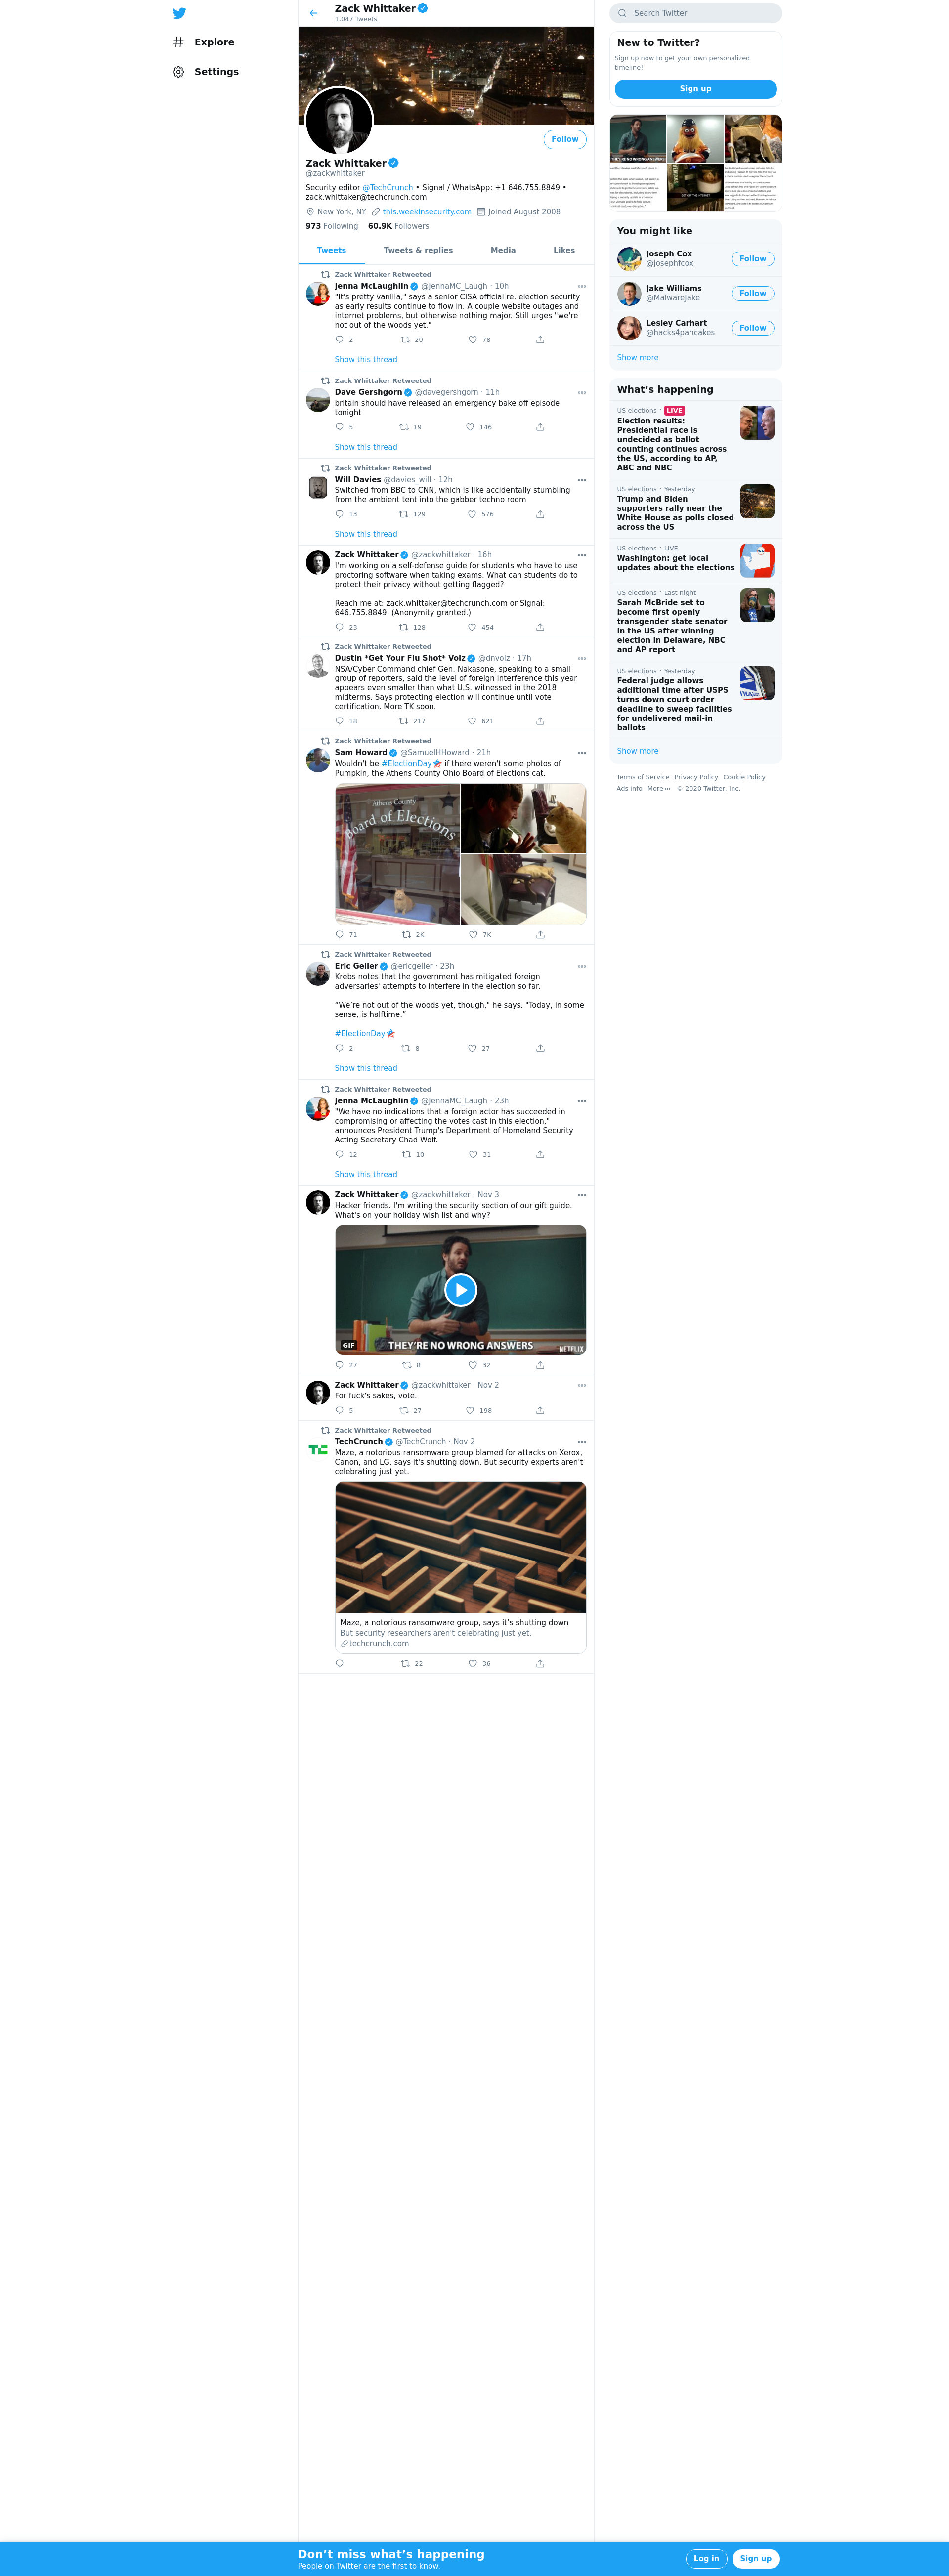 Explore
Settings
Zack Whittaker
1,047 Tweets
Follow
Zack Whittaker
@zackwhittaker
Security editor @TechCrunch • Signal / WhatsApp: +1 646.755.8849 •
zack.whittaker@techcrunch.com
New York, NY this.weekinsecurity.com Joined August 2008
973 Following 60.9K Followers
Tweets Tweets & replies Media Likes
Zack Whittaker Retweeted
Jenna McLaughlin @JennaMC_Laugh · 10h
"It's pretty vanilla," says a senior CISA official re: election security
as early results continue to flow in. A couple website outages and
internet problems, but otherwise nothing major. Still urges "we're
not out of the woods yet."
2 20 78
Show this thread
Zack Whittaker Retweeted
Dave Gershgorn @davegershgorn · 11h
britain should have released an emergency bake off episode
tonight
5 19 146
Show this thread
Zack Whittaker Retweeted
Will Davies @davies_will · 12h
Switched from BBC to CNN, which is like accidentally stumbling
from the ambient tent into the gabber techno room
13 129 576
Show this thread
Zack Whittaker @zackwhittaker · 16h
I'm working on a self-defense guide for students who have to use
proctoring software when taking exams. What can students do to
protect their privacy without getting flagged?
Reach me at: zack.whittaker@techcrunch.com or Signal:
646.755.8849. (Anonymity granted.)
23 128 454
Zack Whittaker Retweeted
Dustin *Get Your Flu Shot* Volz @dnvolz · 17h
NSA/Cyber Command chief Gen. Nakasone, speaking to a small
group of reporters, said the level of foreign interference this year
appears even smaller than what U.S. witnessed in the 2018
midterms. Says protecting election will continue until vote
certification. More TK soon.
18 217 621
Zack Whittaker Retweeted
Sam Howard @SamuelHHoward · 21h
Wouldn't be #ElectionDay if there weren't some photos of
Pumpkin, the Athens County Ohio Board of Elections cat.
Athens County
Board of Elections
71 2K 7K
Zack Whittaker Retweeted
Eric Geller @ericgeller · 23h
Krebs notes that the government has mitigated foreign
adversaries' attempts to interfere in the election so far.
“We’re not out of the woods yet, though," he says. "Today, in some
sense, is halftime.”
#ElectionDay
2 8 27
Show this thread
Zack Whittaker Retweeted
Jenna McLaughlin @JennaMC_Laugh · 23h
"We have no indications that a foreign actor has succeeded in
compromising or affecting the votes cast in this election,"
announces President Trump's Department of Homeland Security
Acting Secretary Chad Wolf.
12 10 31
Show this thread
Zack Whittaker @zackwhittaker · Nov 3
Hacker friends. I'm writing the security section of our gift guide.
What's on your holiday wish list and why?
GIF THEY'RE NO WRONG ANSWERS NETFLIX
27 8 32
Zack Whittaker @zackwhittaker · Nov 2
For fuck's sakes, vote.
5 27 198
Zack Whittaker Retweeted
TechCrunch @TechCrunch · Nov 2
Maze, a notorious ransomware group blamed for attacks on Xerox,
Canon, and LG, says it's shutting down. But security experts aren't
celebrating just yet.
Maze, a notorious ransomware group, says it’s shutting down
But security researchers aren't celebrating just yet.
techcrunch.com
22 36
Search Twitter
New to Twitter?
Sign up now to get your own personalized
timeline!
Sign up
You might like
Joseph Cox
@josephfcox
Follow
Jake Williams
@MalwareJake
Follow
Lesley Carhart
@hacks4pancakes
Follow
Show more
What’s happening
US elections · LIVE
Election results:
Presidential race is
undecided as ballot
counting continues across
the US, according to AP,
ABC and NBC
US elections · Yesterday
Trump and Biden
supporters rally near the
White House as polls closed
across the US
US elections · LIVE
Washington: get local
updates about the elections
US elections · Last night
Sarah McBride set to
become first openly
transgender state senator
in the US after winning
election in Delaware, NBC
and AP report
US elections · Yesterday
Federal judge allows
additional time after USPS
turns down court order
deadline to sweep facilities
for undelivered mail-in
ballots
Show more
Terms of Service Privacy Policy Cookie Policy
Ads info More © 2020 Twitter, Inc.
Don’t miss what’s happening
People on Twitter are the first to know.
Log in Sign up